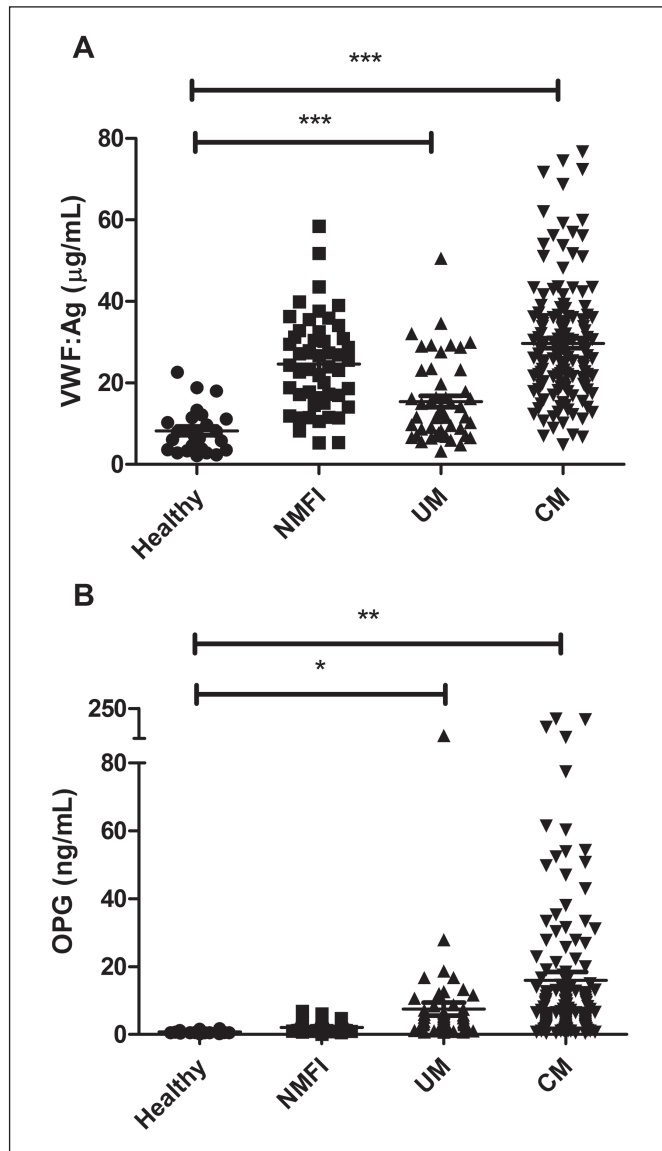 A
***
***
80
60
40
20
0
VWF:Ag (μg/mL)
Healthy
NMFI
UM
CM
B
**
*
250
80
60
40
20
0
OPG (ng/mL)
Healthy
NMFI
UM
CM